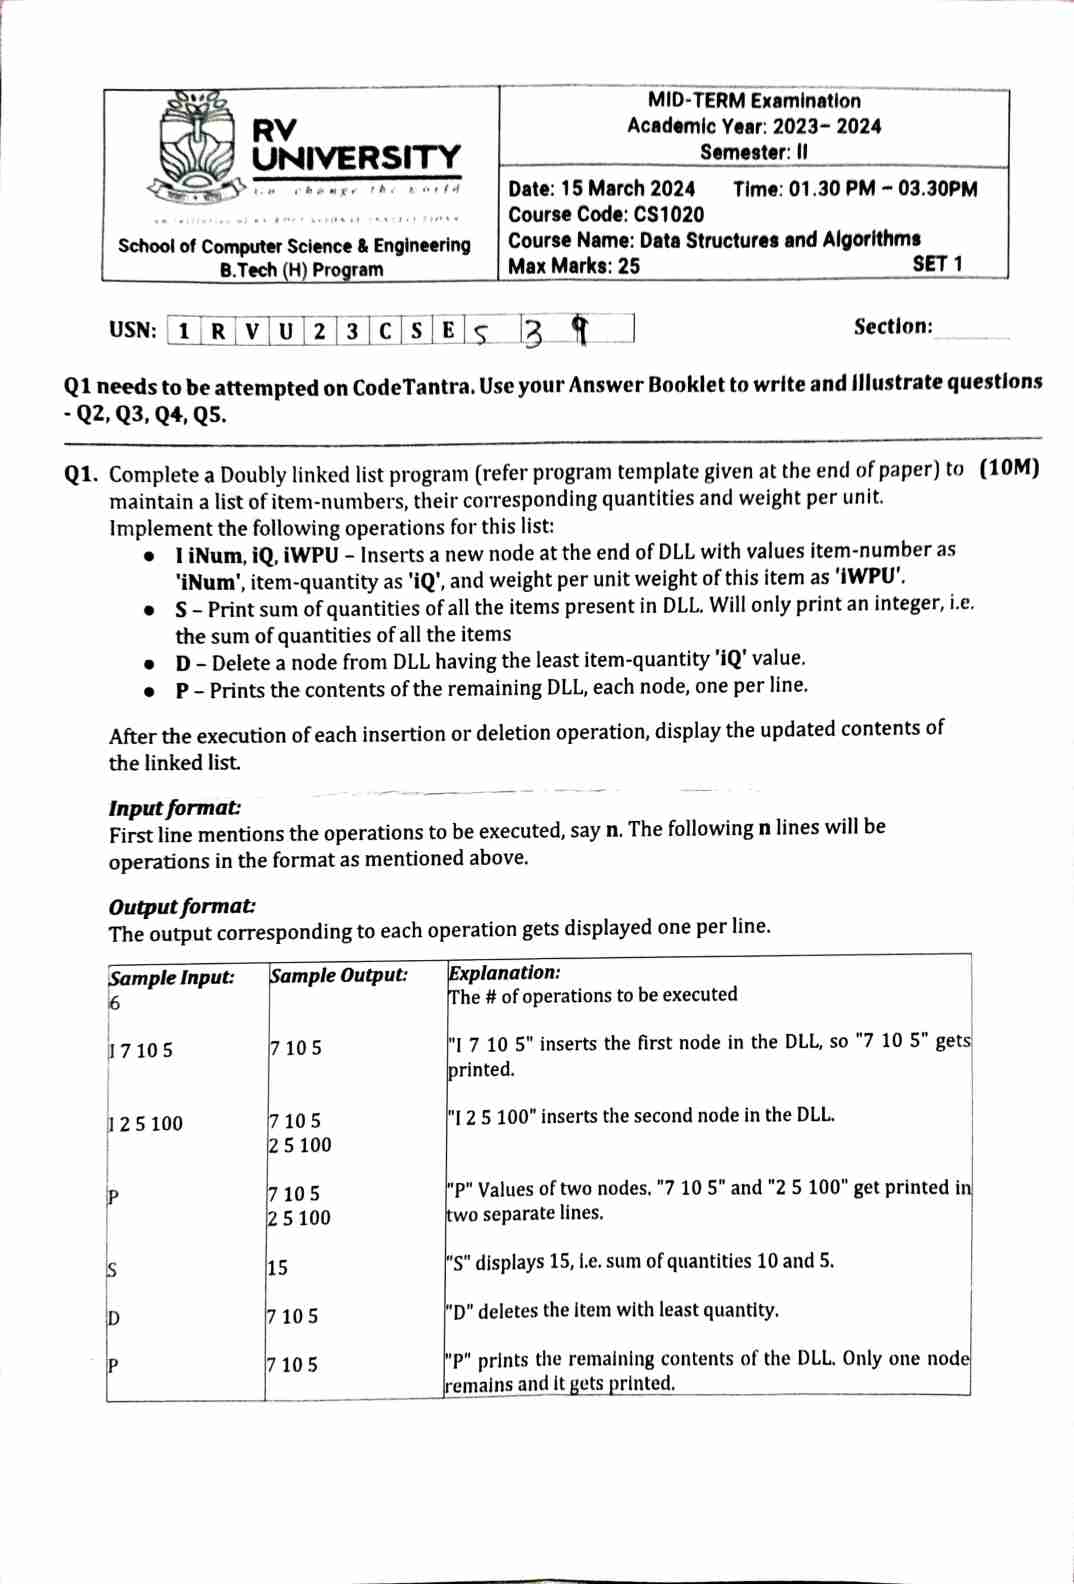 RV
UNIVERSITY
Go, change the world
School of Computer Science & Engineering
B.Tech (H) Program
MID-TERM Examination
Academic Year: 2023– 2024
Semester: II
Date: 15 March 2024 Time: 01.30 PM – 03.30PM
Course Code: CS1020
Course Name: Data Structures and Algorithms
Max Marks: 25 SET 1
USN: 1 R V U 2 3 C S E 5 3 9
Section:
Q1 needs to be attempted on CodeTantra. Use your Answer Booklet to write and illustrate questions
- Q2, Q3, Q4, Q5.
Q1. Complete a Doubly linked list program (refer program template given at the end of paper) to (10M)
maintain a list of item-numbers, their corresponding quantities and weight per unit.
Implement the following operations for this list:
• I iNum, iQ, iWPU – Inserts a new node at the end of DLL with values item-number as
'iNum', item-quantity as 'iQ', and weight per unit weight of this item as 'iWPU'.
• S – Print sum of quantities of all the items present in DLL. Will only print an integer, i.e.
the sum of quantities of all the items
• D – Delete a node from DLL having the least item-quantity 'iQ' value.
• P – Prints the contents of the remaining DLL, each node, one per line.
After the execution of each insertion or deletion operation, display the updated contents of
the linked list.
Input format:
First line mentions the operations to be executed, say n. The following n lines will be
operations in the format as mentioned above.
Output format:
The output corresponding to each operation gets displayed one per line.
Sample Input: Sample Output: Explanation:
6 The # of operations to be executed
I 7 10 5 7 10 5 "I 7 10 5" inserts the first node in the DLL, so "7 10 5" gets
printed.
I 2 5 100 7 10 5 "I 2 5 100" inserts the second node in the DLL.
2 5 100
P 7 10 5 "P" Values of two nodes. "7 10 5" and "2 5 100" get printed in
2 5 100 two separate lines.
S 15 "S" displays 15, i.e. sum of quantities 10 and 5.
D 7 10 5 "D" deletes the item with least quantity.
P 7 10 5 "P" prints the remaining contents of the DLL. Only one node
remains and it gets printed.